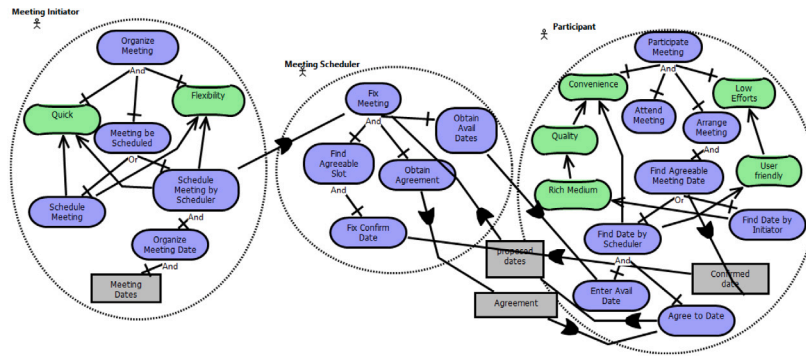 Meeting Initiator
Organize
Meeting
And
Quick
Flexibility
Meeting be
Scheduled
Or
Schedule
Meeting
Schedule
Meeting by
Scheduler
And
Organize
Meeting Date
And
Meeting
Dates
Meeting Scheduler
Fix
Meeting
And
Obtain
Avail Dates
Find
Agreeable
Slot
Obtain
Agreement
And
Fix Confirm
Date
proposed
dates
Agreement
Participant
Participate
Meeting
And
Convenience
Low
Efforts
Attend
Meeting
Arrange
Meeting
Quality
And
Find Agreeable
Meeting Date
User
friendly
Rich Medium
Or
Find Date by
Scheduler
Find Date by
Initiator
And
Confirmed
date
Enter Avail
Date
Agree to Date